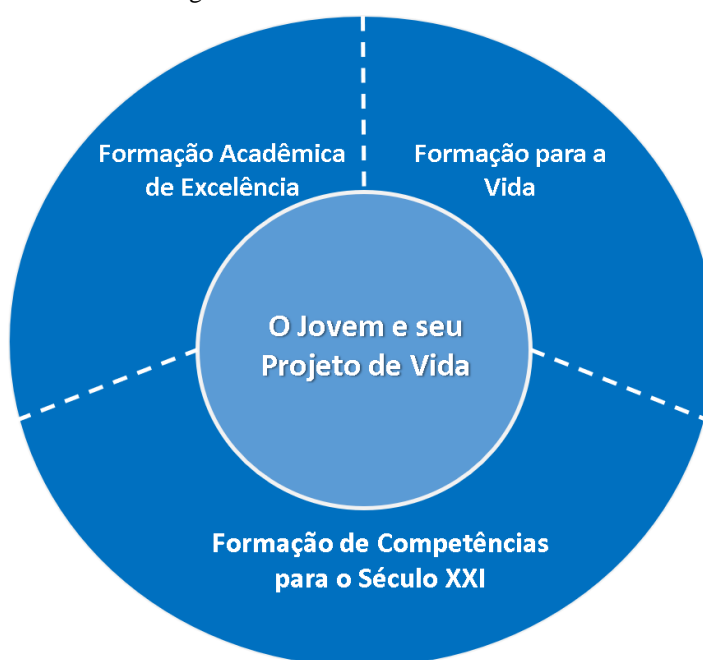 Formação Acadêmica
de Excelência
Formação para a
Vida
O Jovem e seu
Projeto de Vida
Formação de Competências
para o Século XXI